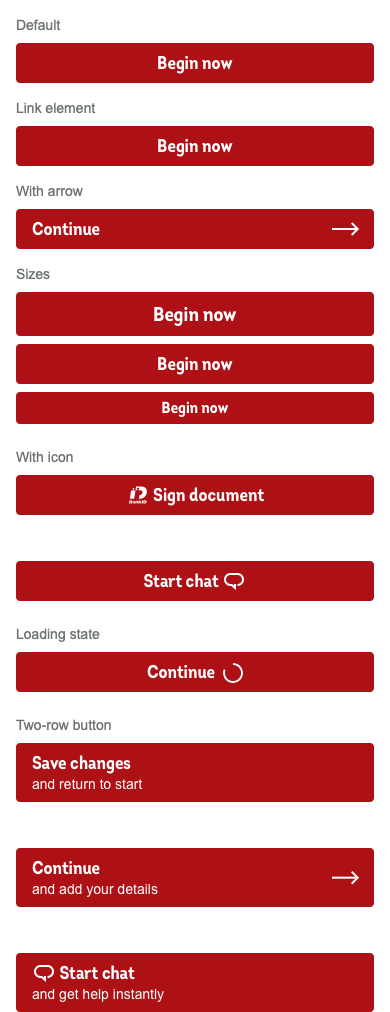 Default
Begin now
Link element
Begin now
With arrow
Continue
Sizes
Begin now
Begin now
Begin now
With icon
BankID Sign document
Start chat
Loading state
Continue
Two-row button
Save changes
and return to start
Continue
and add your details
Start chat
and get help instantly